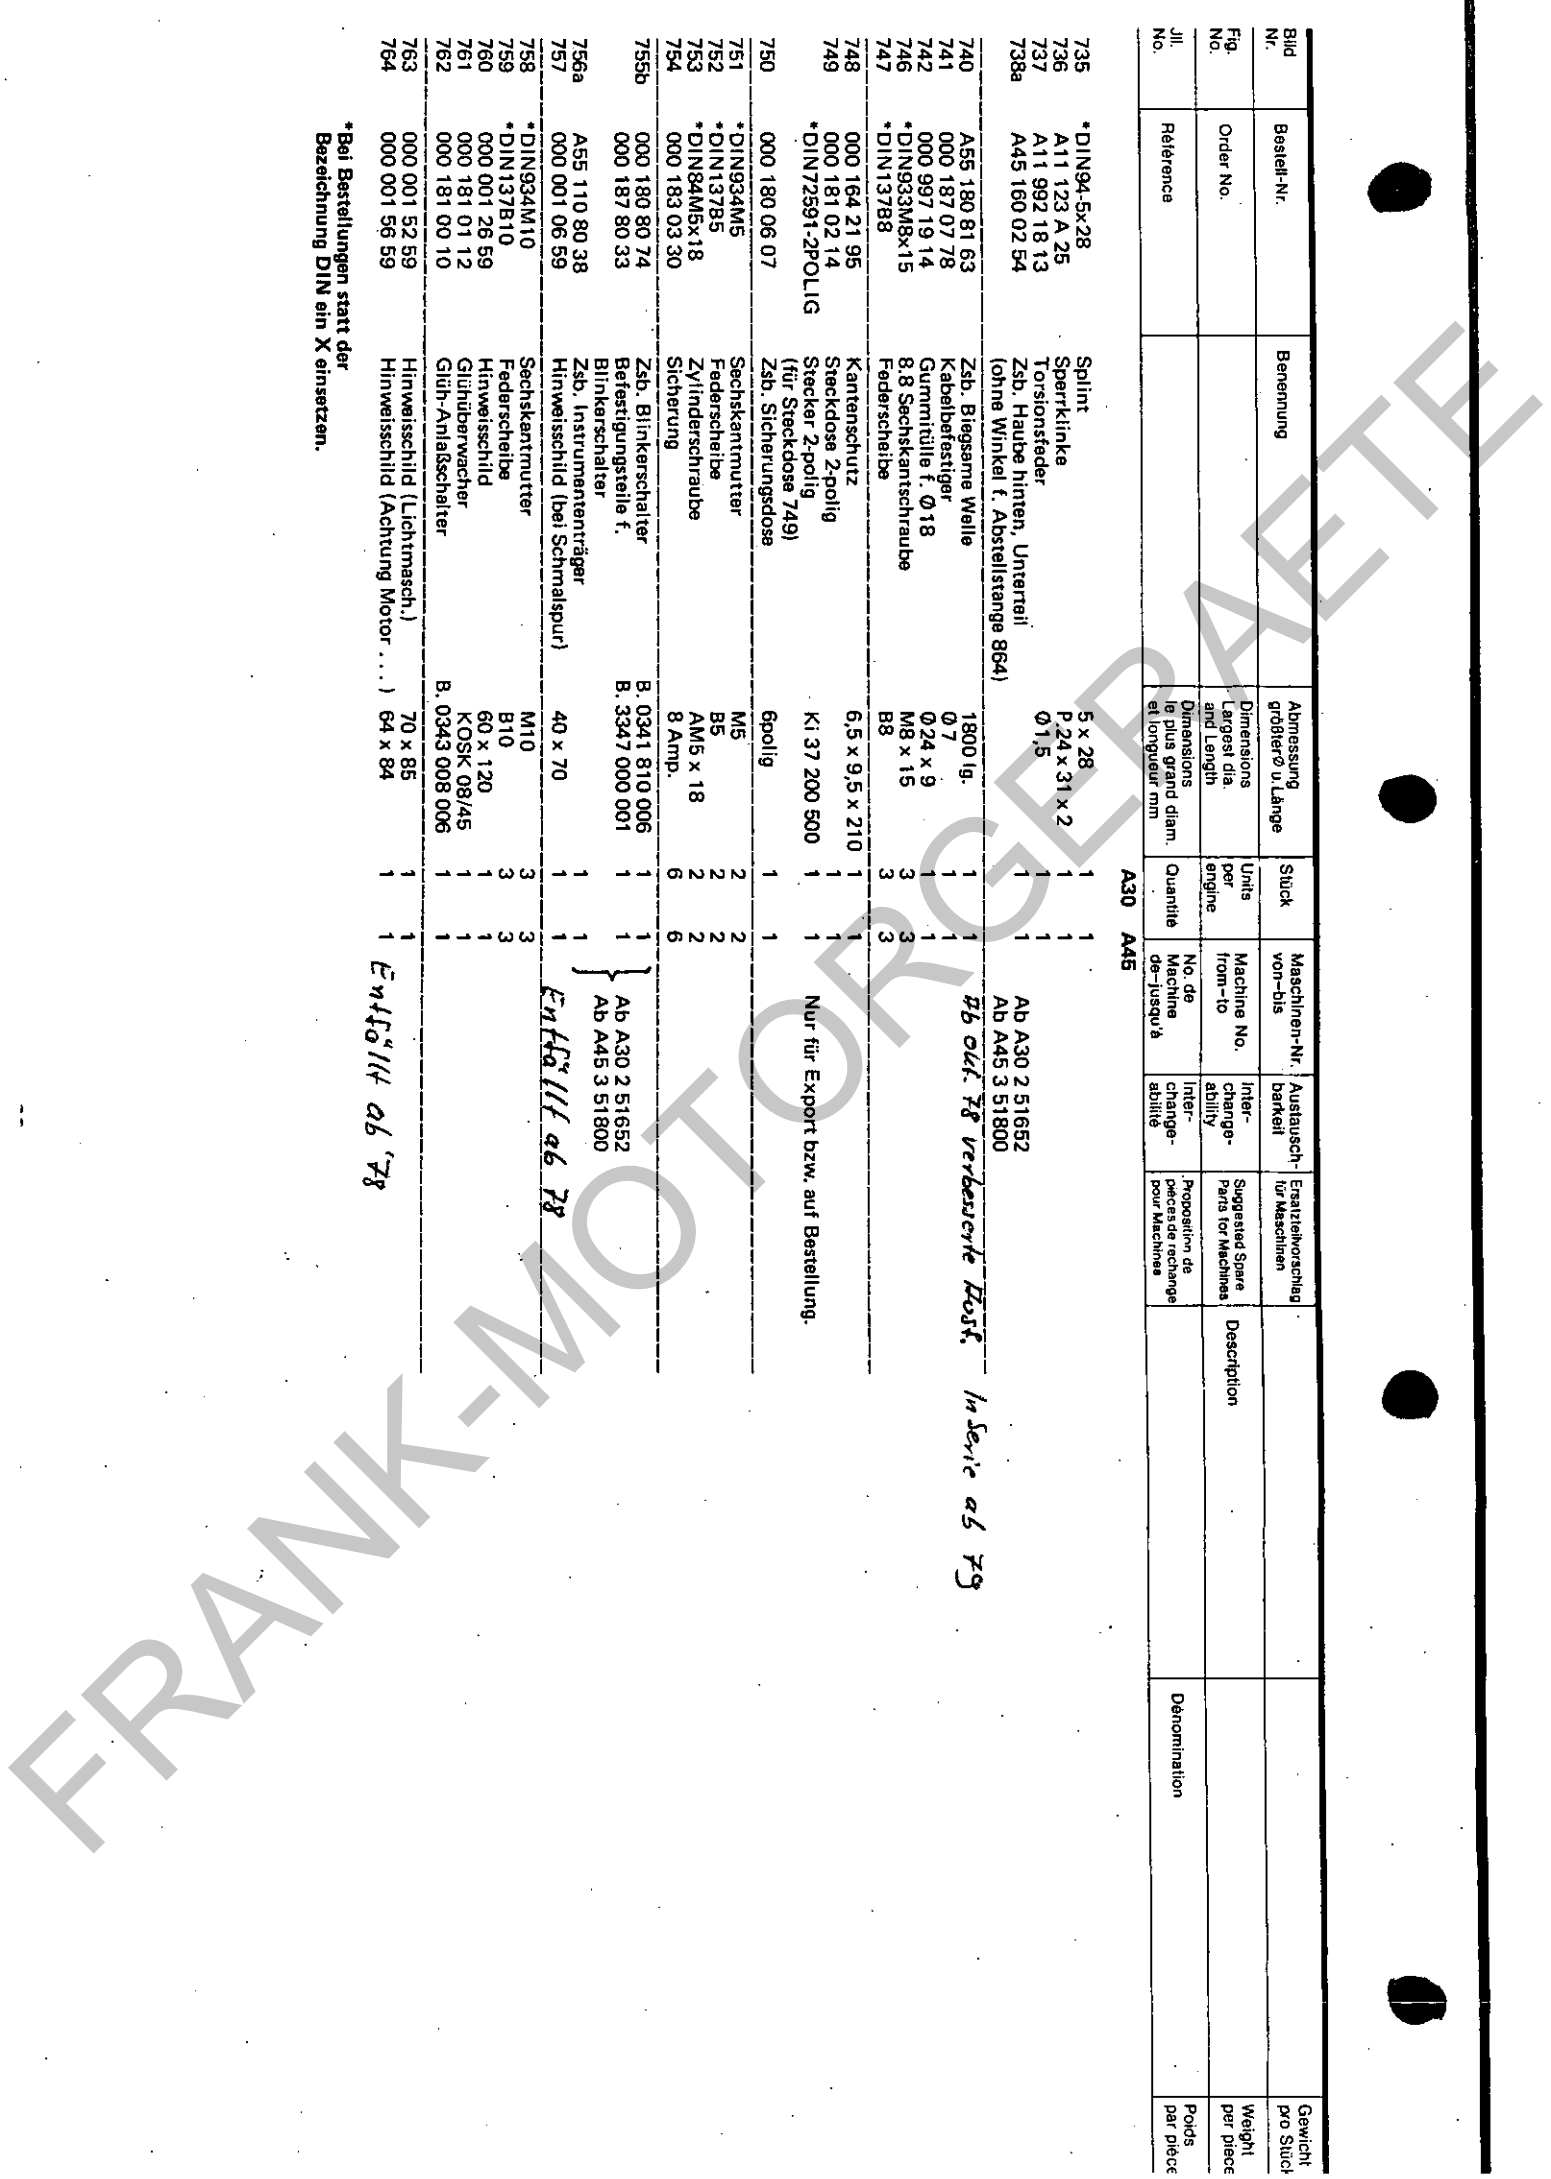 Bild Nr. Bestell-Nr. Benennung Abmessung größter Ø u. Länge Stück Maschinen-Nr. von–bis Austausch-barkeit Ersatzteilvorschlag für Maschinen Gewicht pro Stück
Fig. No. Order No. Dimensions Largest dia. and Length Units per engine Machine No. from–to Inter-change-ability Suggested Spare Parts for Machines Description Weight per piece
Jll. No. Référence Dimensions le plus grand diam. et longueur mm Quantité No. de Machine de–jusqu'à Inter-change-abilité Proposition de pièces de rechange pour Machines Dénomination Poids par pièce
A30 A45
735 *DIN94-5x28 Splint 5 x 28 1 1
736 A11 123 A 25 Sperrklinke P 24 x 31 x 2 1 1
737 A11 992 18 13 Torsionsfeder Ø1,5 1 1
738a A45 160 02 54 Zsb. Haube hinten, Unterteil 1 1 Ab A30 2 51652
(ohne Winkel f. Abstellstange 864) Ab A45 3 51800
740 A55 180 81 63 Zsb. Biegsame Welle 1800 lg. 1 1 Ab okt. 78 verbesserte Ausf. In Serie ab 79
741 000 187 07 78 Kabelbefestiger Ø 7 1 1
742 000 997 19 14 Gummitülle f. Ø18 Ø24 x 9 1 1
746 *DIN933M8x15 8.8 Sechskantschraube M8 x 15 3 3
747 *DIN137B8 Federscheibe B8 3 3
748 000 164 21 95 Kantenschutz 6,5 x 9,5 x 210 1 1
749 000 181 02 14 Steckdose 2-polig 1 1
*DIN72591-2POLIG Stecker 2-polig Ki 37 200 500 1 1 Nur für Export bzw. auf Bestellung.
(für Steckdose 749)
750 000 180 06 07 Zsb. Sicherungsdose 6polig 1 1
751 *DIN934M5 Sechskantmutter M5 2 2
752 *DIN137B5 Federscheibe B5 2 2
753 *DIN84M5x18 Zylinderschraube AM5 x 18 2 2
754 000 183 03 30 Sicherung 8 Amp. 6 6
755b 000 180 80 74 Zsb. Blinkerschalter B. 0341 810 006 1 1
000 187 80 33 Befestigungsteile f. B. 3347 000 001 1 1 Ab A30 2 51652
Blinkerschalter Ab A45 3 51800
756a A55 110 80 38 Zsb. Instrumententräger 1 1
757 000 001 06 59 Hinweisschild (bei Schmalspur) 40 x 70 1 1 Entfällt ab 78
758 *DIN934M10 Sechskantmutter M10 3 3
759 *DIN137B10 Federscheibe B10 3 3
760 000 001 26 59 Hinweisschild 60 x 120 1 1
761 000 181 01 12 Glühüberwacher KOSK 08/45 1 1
762 000 181 00 10 Glüh-Anlaßschalter B. 0343 008 006 1 1
763 000 001 52 59 Hinweisschild (Lichtmasch.) 70 x 85 1 1
764 000 001 56 59 Hinweisschild (Achtung Motor . . . ) 64 x 84 1 1 Entfällt ab '78
*Bei Bestellungen statt der
Bezeichnung DIN ein X einsetzen.
FRANK-MOTORGERAETE